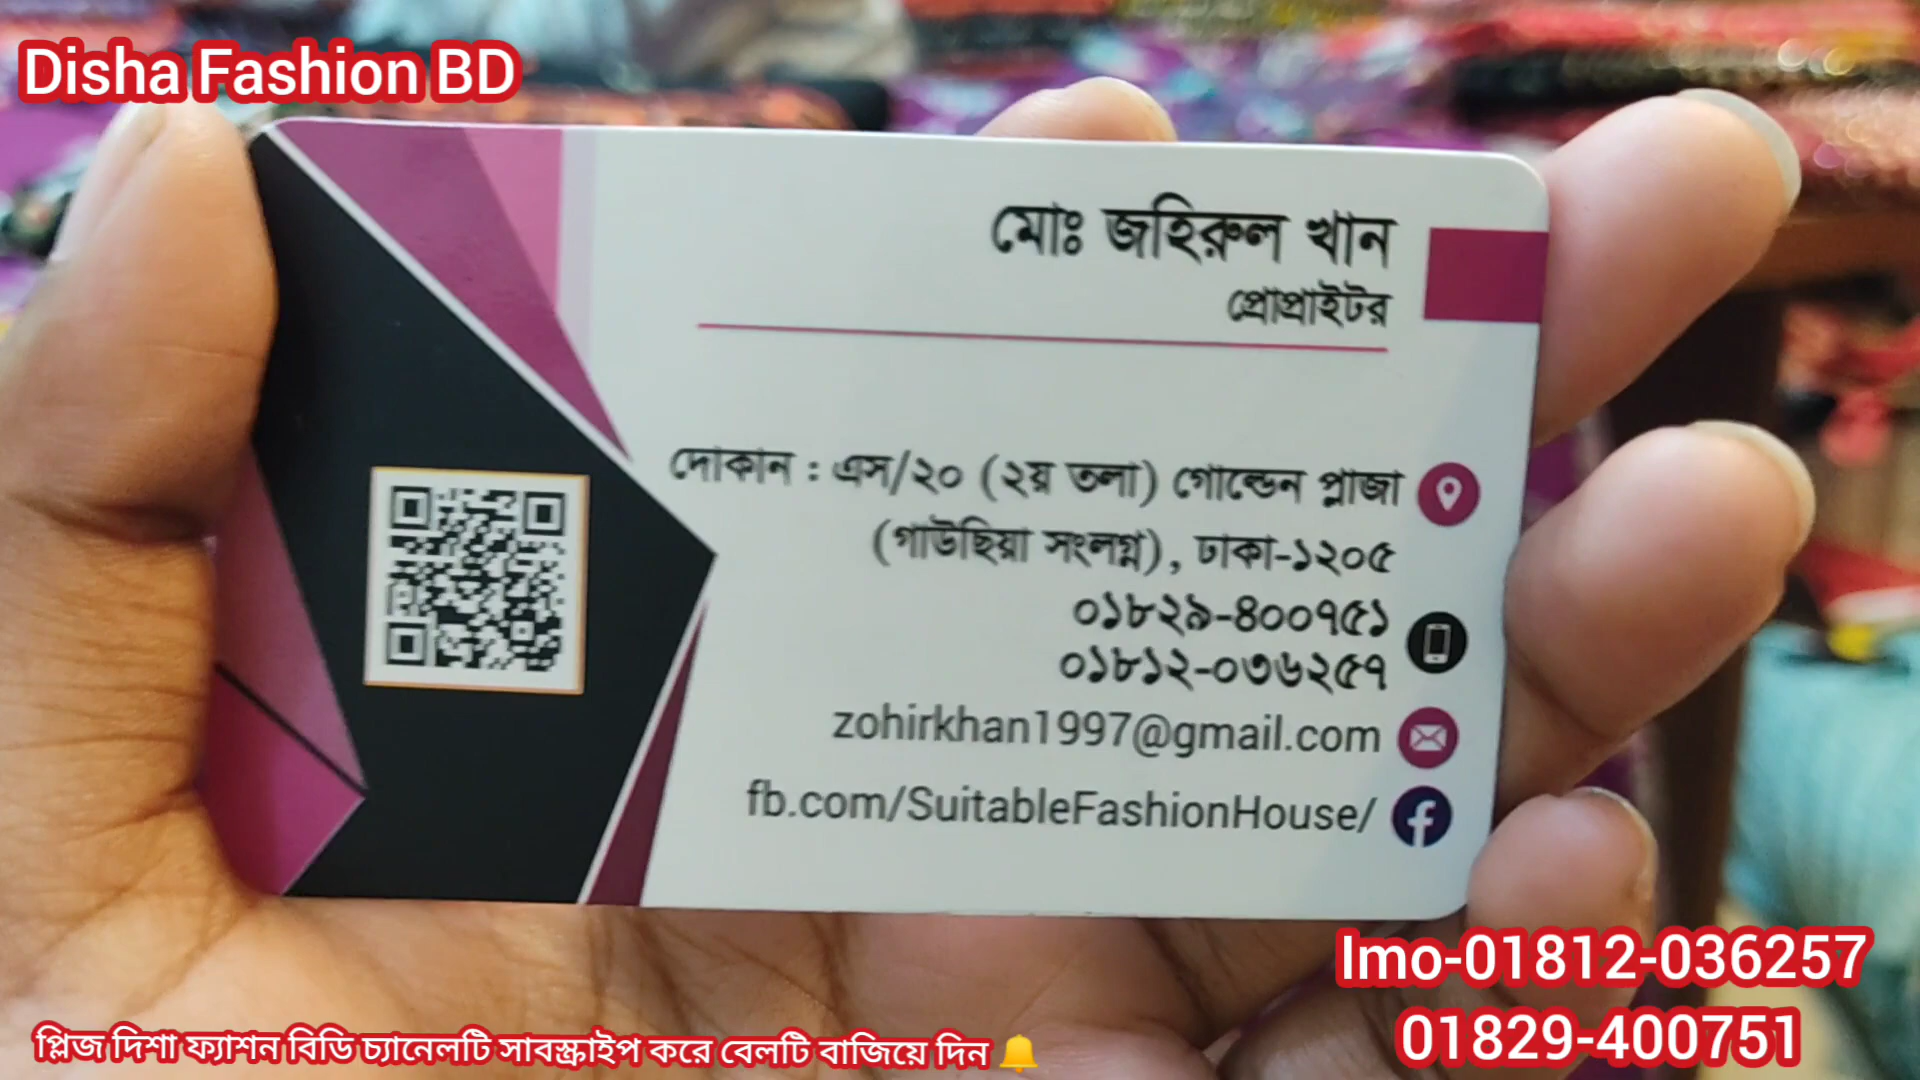 Disha Fashion BD
মোঃ জহিরুল খান
প্রোপ্রাইটর
দোকান : এস/২০ (২য় তলা) গোল্ডেন প্লাজা
(গাউছিয়া সংলগ্ন), ঢাকা-১২০৫
০১৮২৯-৪০০৭৫১
০১৮১২-০৩৬২৫৭
zohirkhan1997@gmail.com
fb.com/SuitableFashionHouse/
Imo-01812-036257
01829-400751
প্লিজ দিশা ফ্যাশন বিডি চ্যানেলটি সাবস্ক্রাইপ করে বেলটি বাজিয়ে দিন 🔔